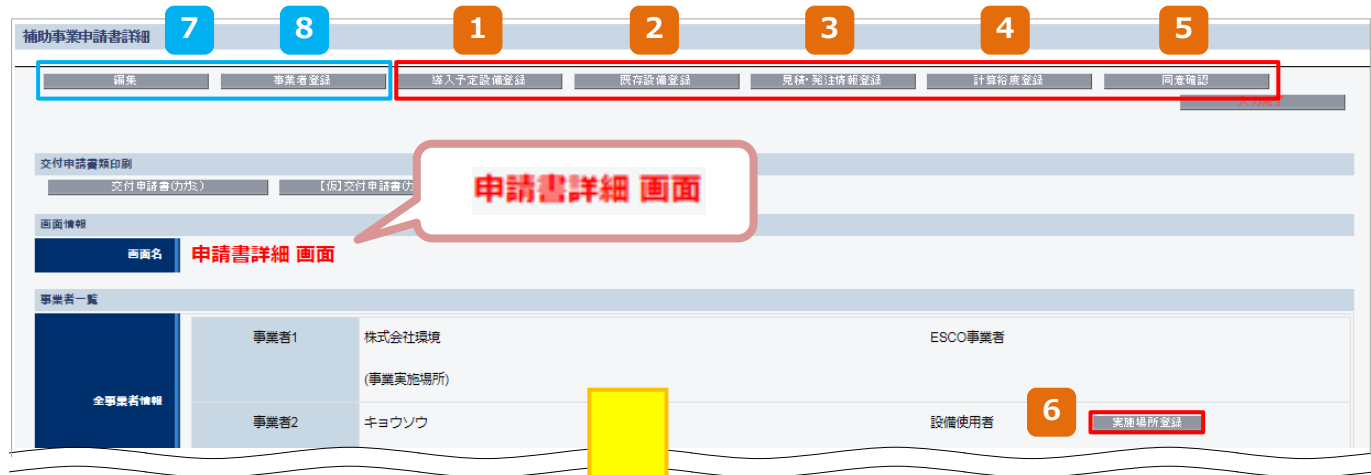 補助事業申請書詳細
7
8
1
2
3
4
5
編集
事業者登録
導入予定設備登録
既存設備登録
見積・発注情報登録
計算裕度登録
同意確認
入力完了
交付申請書類印刷
交付申請書(カガミ)
【仮】交付申請書(カ
申請書詳細 画面
画面情報
画面名
申請書詳細 画面
事業者一覧
全事業者情報
事業者1
株式会社環境
ESCO事業者
(事業実施場所)
事業者2
キョウソウ
設備使用者
6
実施場所登録